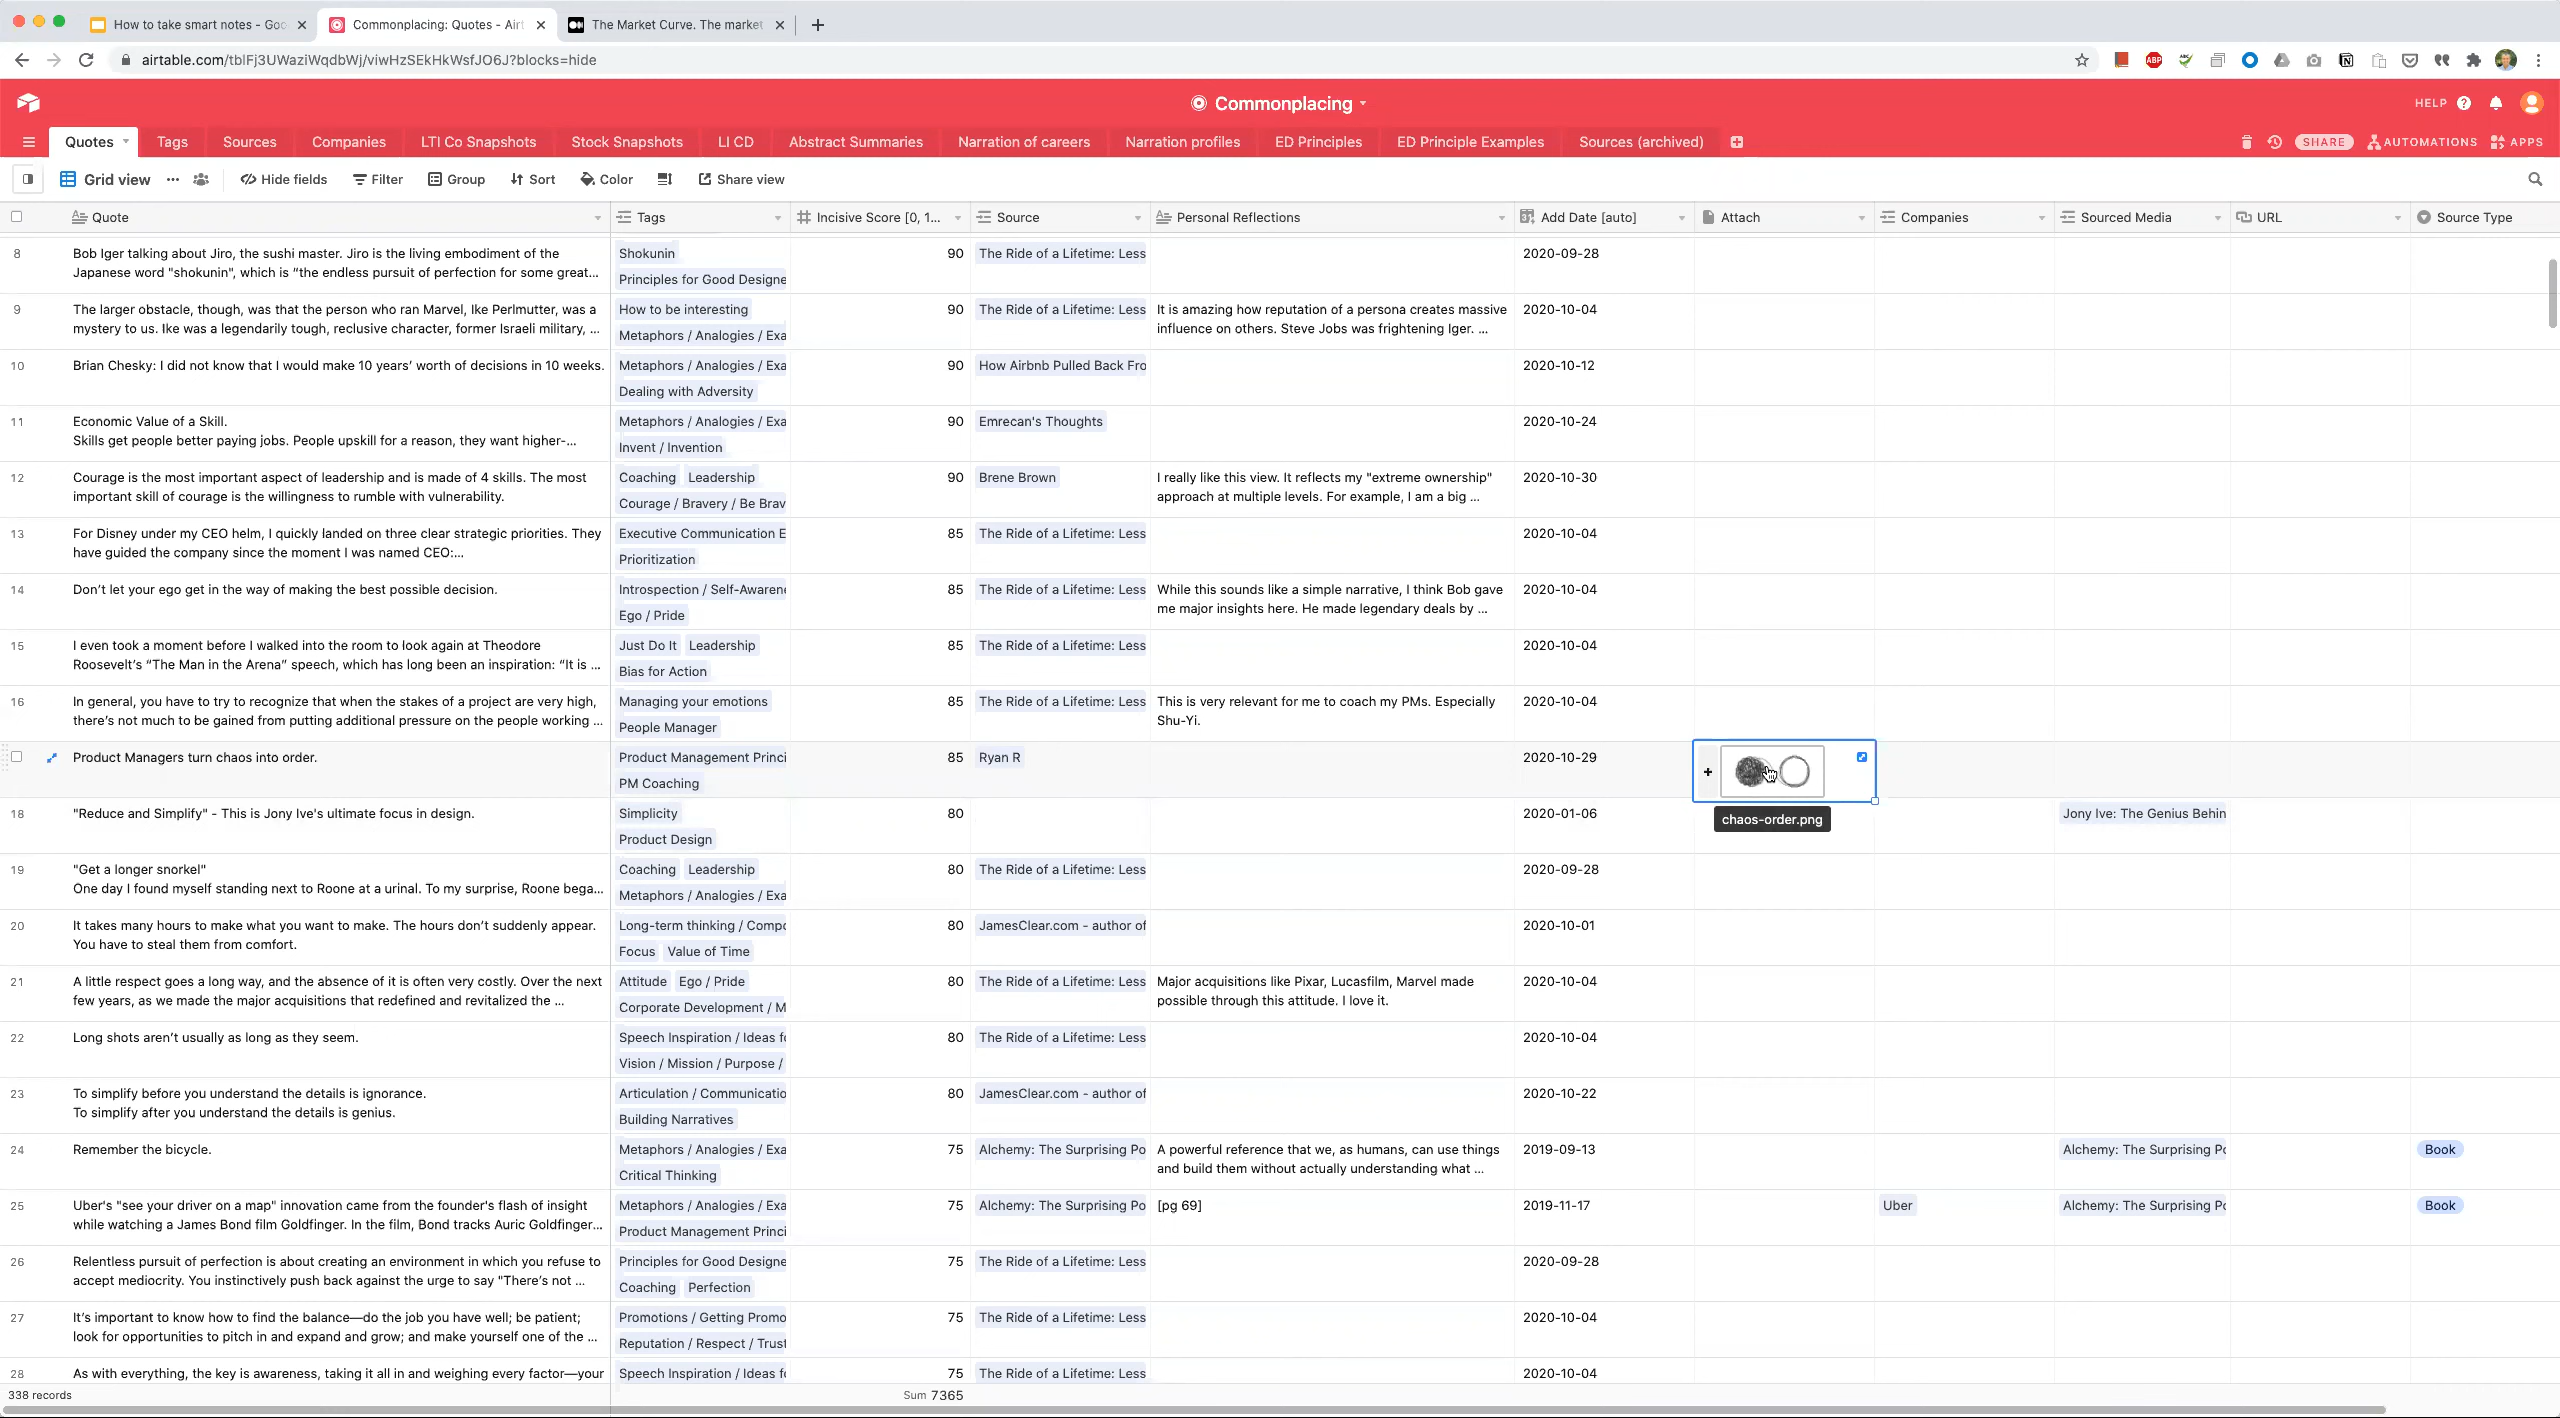 How to take smart notes - Goo
Commonplacing: Quotes - Airt
The Market Curve. The market
airtable.com/tblFj3UWaziWqdbWj/viwHzSEkHkWsfJO6J?blocks=hide
ABP
Commonplacing
HELP
Quotes
Tags
Sources
Companies
LTI Co Snapshots
Stock Snapshots
LI CD
Abstract Summaries
Narration of careers
Narration profiles
ED Principles
ED Principle Examples
Sources (archived)
SHARE
AUTOMATIONS
APPS
Grid view
Hide fields
Filter
Group
Sort
Color
Share view
Quote
Tags
Incisive Score [0, 1...
Source
Personal Reflections
Add Date [auto]
Attach
Companies
Sourced Media
URL
Source Type
8
Bob Iger talking about Jiro, the sushi master. Jiro is the living embodiment of the
Japanese word "shokunin", which is “the endless pursuit of perfection for some great...
Shokunin
Principles for Good Designe
90
The Ride of a Lifetime: Less
2020-09-28
9
The larger obstacle, though, was that the person who ran Marvel, Ike Perlmutter, was a
mystery to us. Ike was a legendarily tough, reclusive character, former Israeli military, ...
How to be interesting
Metaphors / Analogies / Exa
90
The Ride of a Lifetime: Less
It is amazing how reputation of a persona creates massive
influence on others. Steve Jobs was frightening Iger. ...
2020-10-04
10
Brian Chesky: I did not know that I would make 10 years’ worth of decisions in 10 weeks.
Metaphors / Analogies / Exa
Dealing with Adversity
90
How Airbnb Pulled Back Fro
2020-10-12
11
Economic Value of a Skill.
Skills get people better paying jobs. People upskill for a reason, they want higher-...
Metaphors / Analogies / Exa
Invent / Invention
90
Emrecan's Thoughts
2020-10-24
12
Courage is the most important aspect of leadership and is made of 4 skills. The most
important skill of courage is the willingness to rumble with vulnerability.
Coaching Leadership
Courage / Bravery / Be Brav
90
Brene Brown
I really like this view. It reflects my "extreme ownership"
approach at multiple levels. For example, I am a big ...
2020-10-30
13
For Disney under my CEO helm, I quickly landed on three clear strategic priorities. They
have guided the company since the moment I was named CEO:...
Executive Communication E
Prioritization
85
The Ride of a Lifetime: Less
2020-10-04
14
Don’t let your ego get in the way of making the best possible decision.
Introspection / Self-Awarene
Ego / Pride
85
The Ride of a Lifetime: Less
While this sounds like a simple narrative, I think Bob gave
me major insights here. He made legendary deals by ...
2020-10-04
15
I even took a moment before I walked into the room to look again at Theodore
Roosevelt’s “The Man in the Arena” speech, which has long been an inspiration: “It is ...
Just Do It Leadership
Bias for Action
85
The Ride of a Lifetime: Less
2020-10-04
16
In general, you have to try to recognize that when the stakes of a project are very high,
there’s not much to be gained from putting additional pressure on the people working ...
Managing your emotions
People Manager
85
The Ride of a Lifetime: Less
This is very relevant for me to coach my PMs. Especially
Shu-Yi.
2020-10-04
Product Managers turn chaos into order.
Product Management Princi
PM Coaching
85
Ryan R
2020-10-29
chaos-order.png
18
"Reduce and Simplify" - This is Jony Ive's ultimate focus in design.
Simplicity
Product Design
80
2020-01-06
Jony Ive: The Genius Behin
19
"Get a longer snorkel"
One day I found myself standing next to Roone at a urinal. To my surprise, Roone bega...
Coaching Leadership
Metaphors / Analogies / Exa
80
The Ride of a Lifetime: Less
2020-09-28
20
It takes many hours to make what you want to make. The hours don’t suddenly appear.
You have to steal them from comfort.
Long-term thinking / Compo
Focus Value of Time
80
JamesClear.com - author of
2020-10-01
21
A little respect goes a long way, and the absence of it is often very costly. Over the next
few years, as we made the major acquisitions that redefined and revitalized the ...
Attitude Ego / Pride
Corporate Development / M
80
The Ride of a Lifetime: Less
Major acquisitions like Pixar, Lucasfilm, Marvel made
possible through this attitude. I love it.
2020-10-04
22
Long shots aren’t usually as long as they seem.
Speech Inspiration / Ideas fo
Vision / Mission / Purpose /
80
The Ride of a Lifetime: Less
2020-10-04
23
To simplify before you understand the details is ignorance.
To simplify after you understand the details is genius.
Articulation / Communicatio
Building Narratives
80
JamesClear.com - author of
2020-10-22
24
Remember the bicycle.
Metaphors / Analogies / Exa
Critical Thinking
75
Alchemy: The Surprising Po
A powerful reference that we, as humans, can use things
and build them without actually understanding what ...
2019-09-13
Alchemy: The Surprising Po
Book
25
Uber's "see your driver on a map" innovation came from the founder's flash of insight
while watching a James Bond film Goldfinger. In the film, Bond tracks Auric Goldfinger...
Metaphors / Analogies / Exa
Product Management Princi
75
Alchemy: The Surprising Po
[pg 69]
2019-11-17
Uber
Alchemy: The Surprising Po
Book
26
Relentless pursuit of perfection is about creating an environment in which you refuse to
accept mediocrity. You instinctively push back against the urge to say "There’s not ...
Principles for Good Designe
Coaching Perfection
75
The Ride of a Lifetime: Less
2020-09-28
27
It’s important to know how to find the balance—do the job you have well; be patient;
look for opportunities to pitch in and expand and grow; and make yourself one of the ...
Promotions / Getting Promo
Reputation / Respect / Trust
75
The Ride of a Lifetime: Less
2020-10-04
28
As with everything, the key is awareness, taking it all in and weighing every factor—your
Speech Inspiration / Ideas fo
75
The Ride of a Lifetime: Less
2020-10-04
338 records
Sum 7365